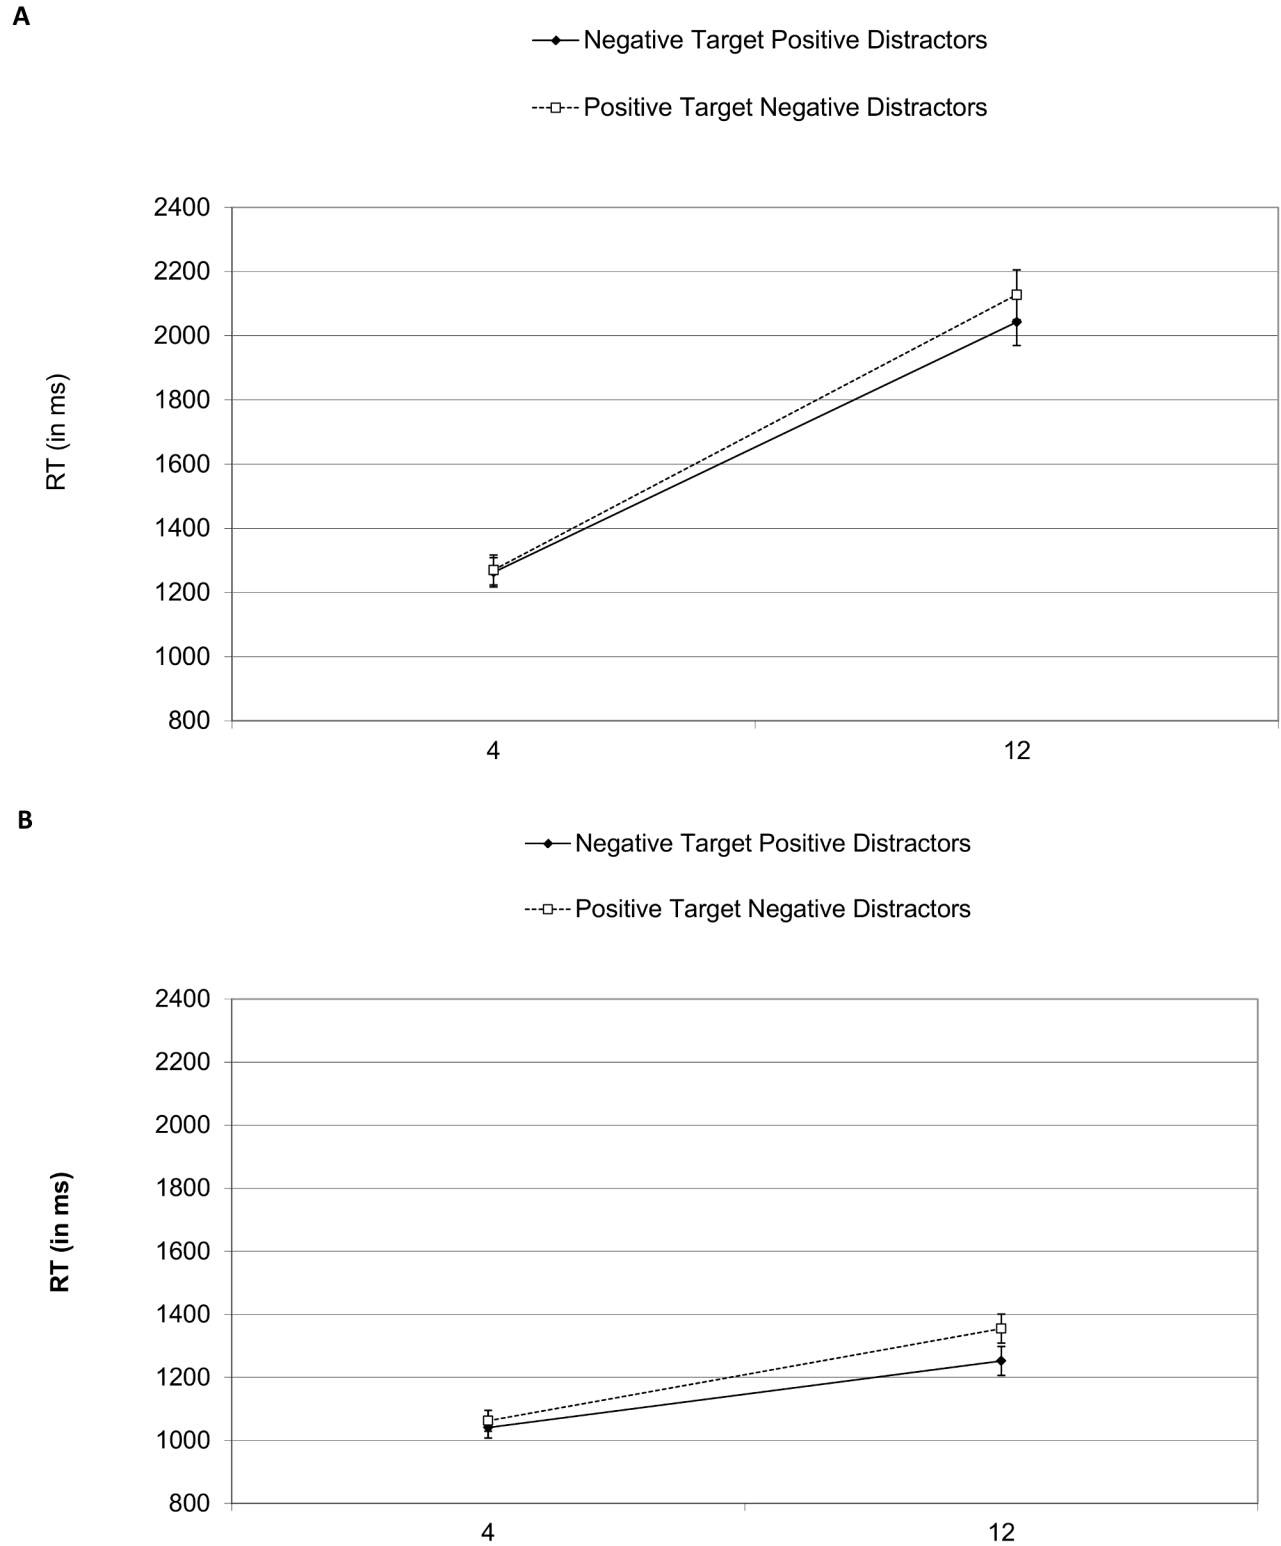 A
Negative Target Positive Distractors
Positive Target Negative Distractors
2400
2200
2000
1800
1600
1400
1200
1000
800
RT (in ms)
4 12
B
Negative Target Positive Distractors
Positive Target Negative Distractors
2400
2200
2000
1800
1600
1400
1200
1000
800
RT (in ms)
4 12